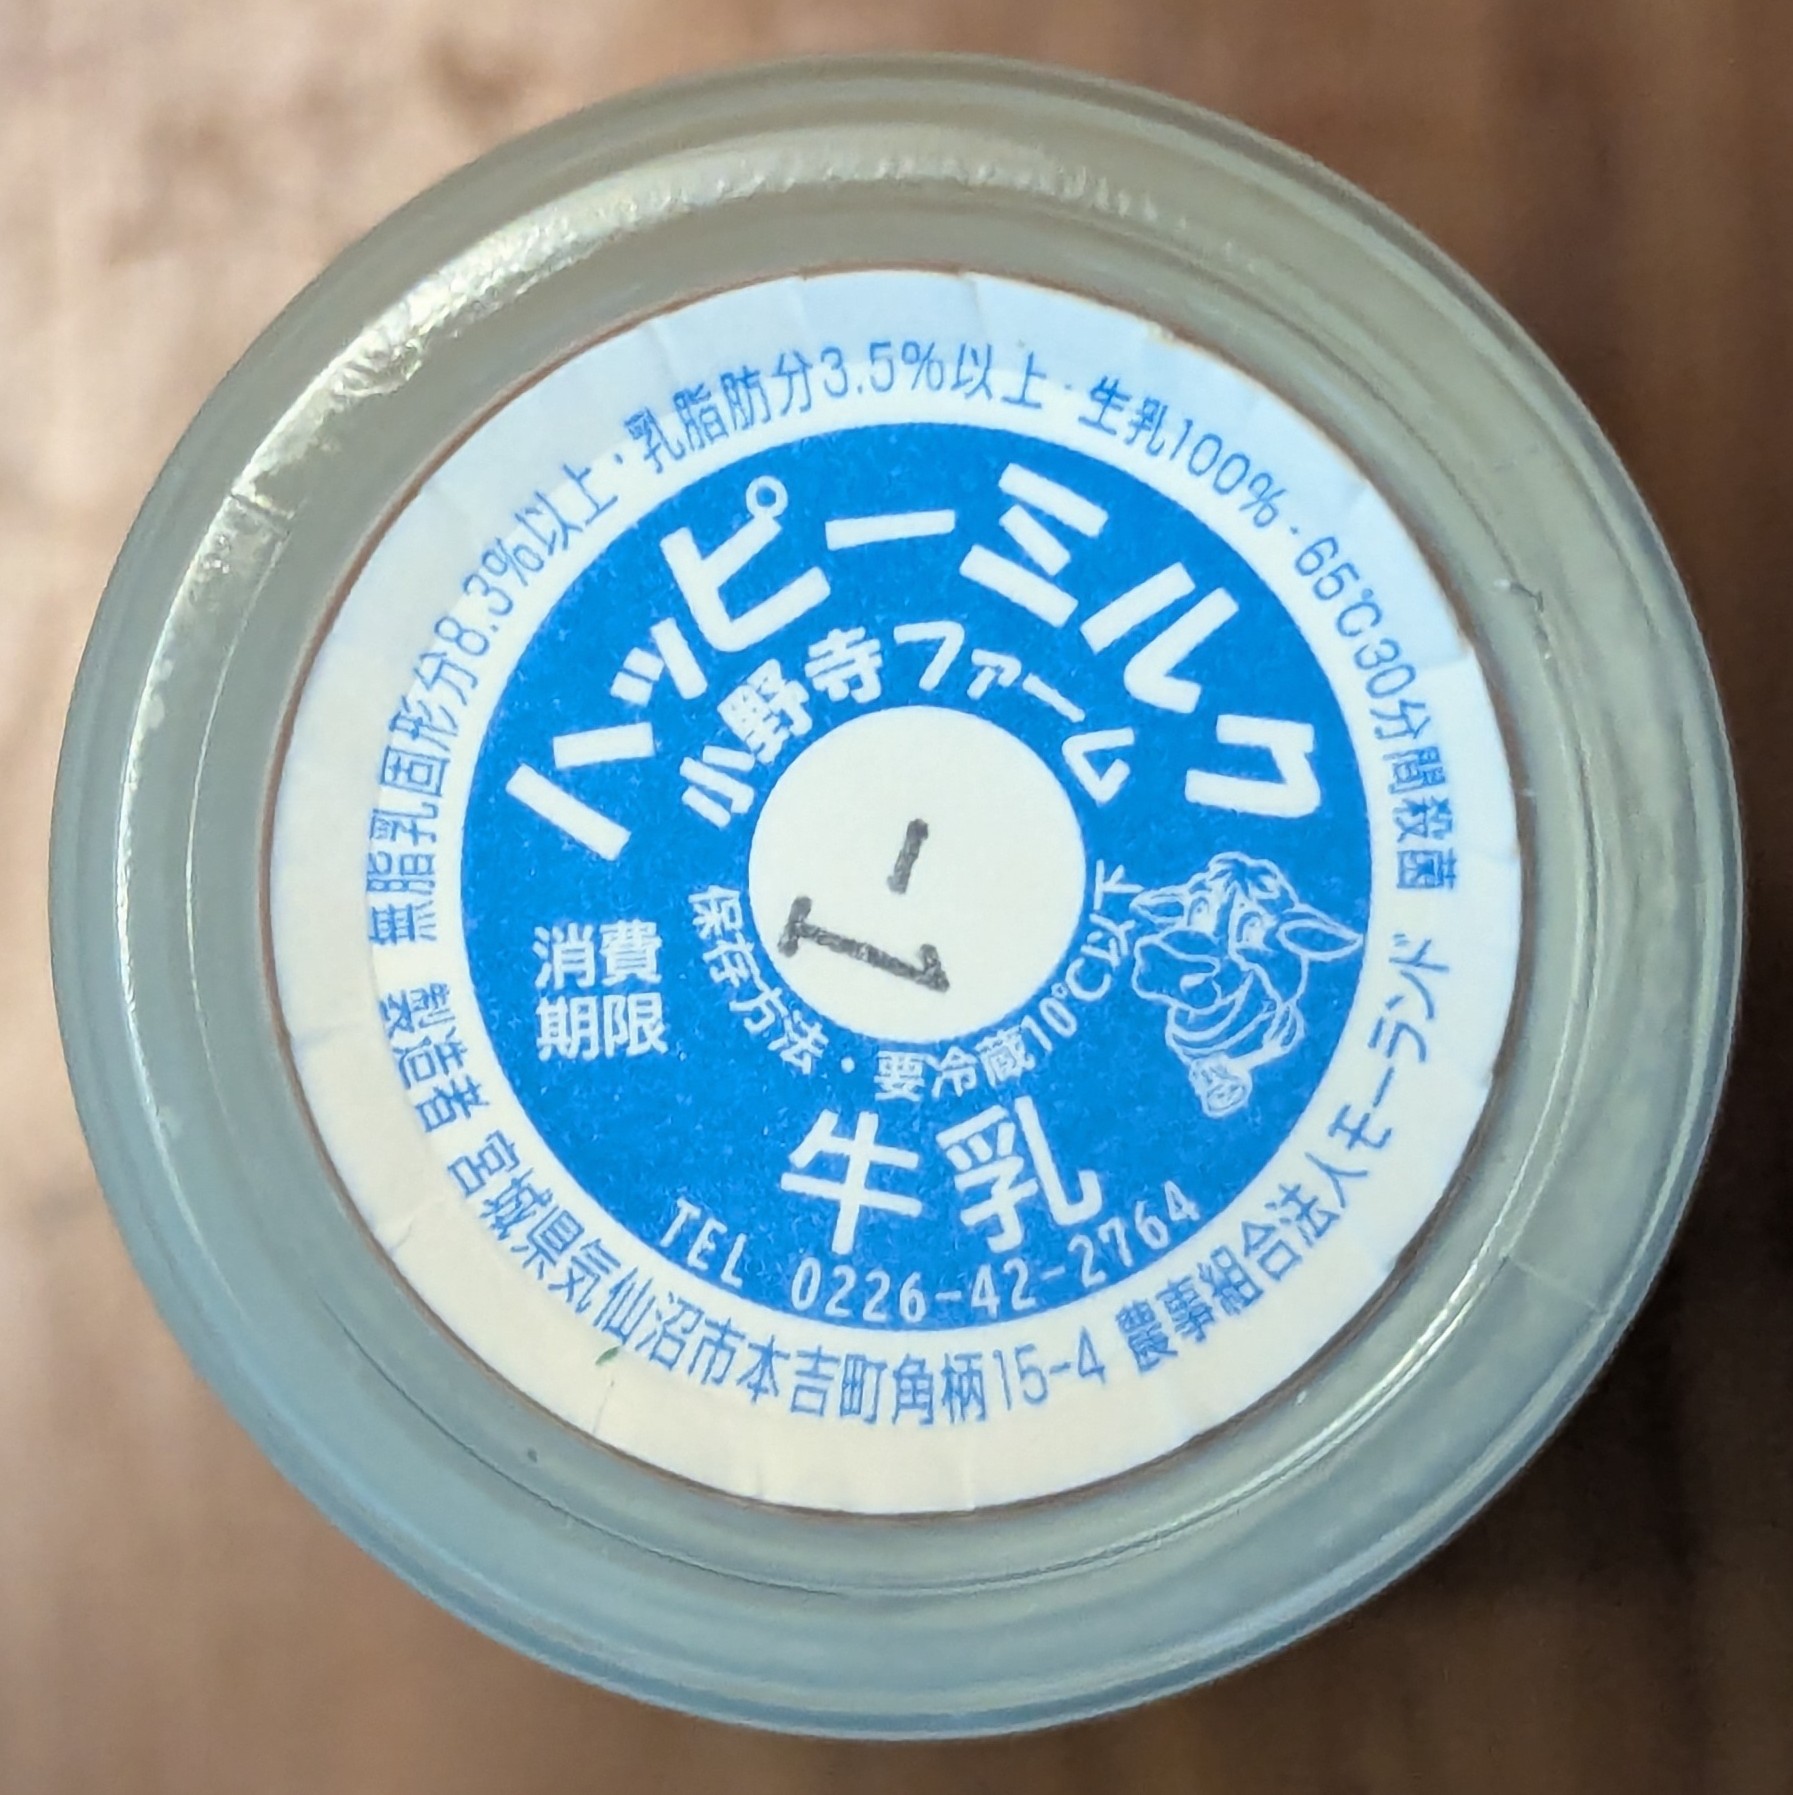 無脂乳固形分8.3%以上・乳脂肪分3.5%以上・生乳100%・65℃30分間殺菌
ハッピーミルク
小野寺ファーム
1-
消費
期限
保存方法・要冷蔵10℃以下
牛乳
TEL 0226-42-2764
製造者 宮城県気仙沼市本吉町角柄15-4 農事組合法人モーランド